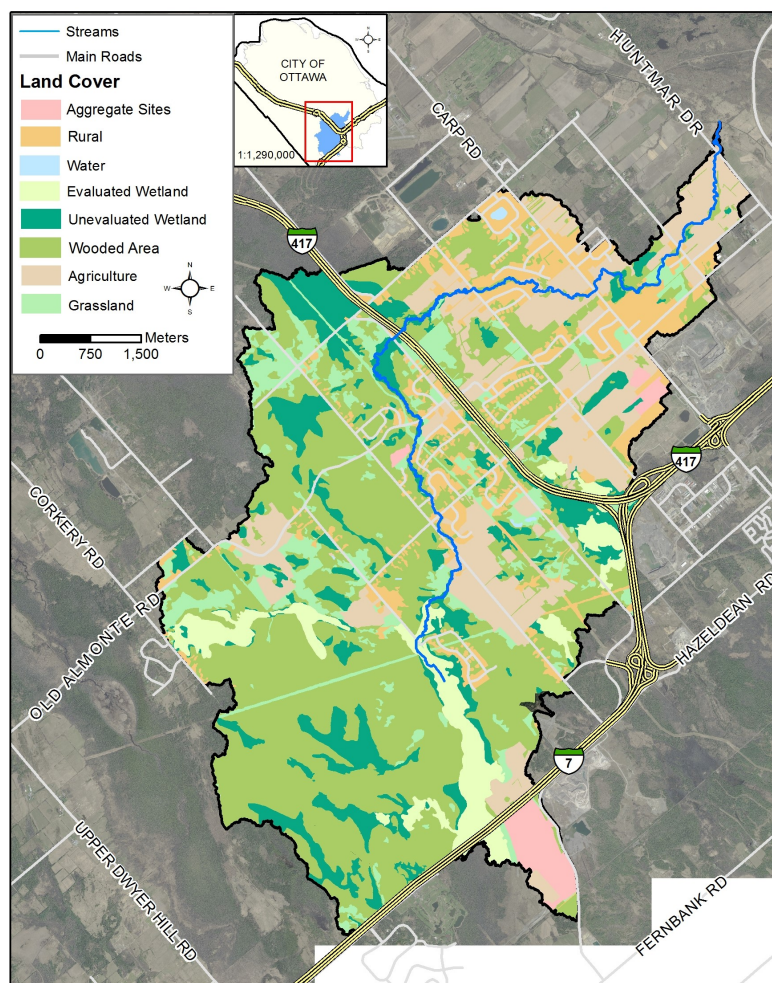 Streams
Main Roads
Land Cover
Aggregate Sites
Rural
Water
Evaluated Wetland
Unevaluated Wetland
Wooded Area
Agriculture
Grassland
N
W E
S
Meters
0 750 1,500
CITY OF
OTTAWA
N
W E
S
1:1,290,000
HUNTMAR DR
CARP RD
417
417
CORKERY RD
OLD ALMONTE RD
HAZELDEAN RD
7
UPPER DWYER HILL RD
FERNBANK RD